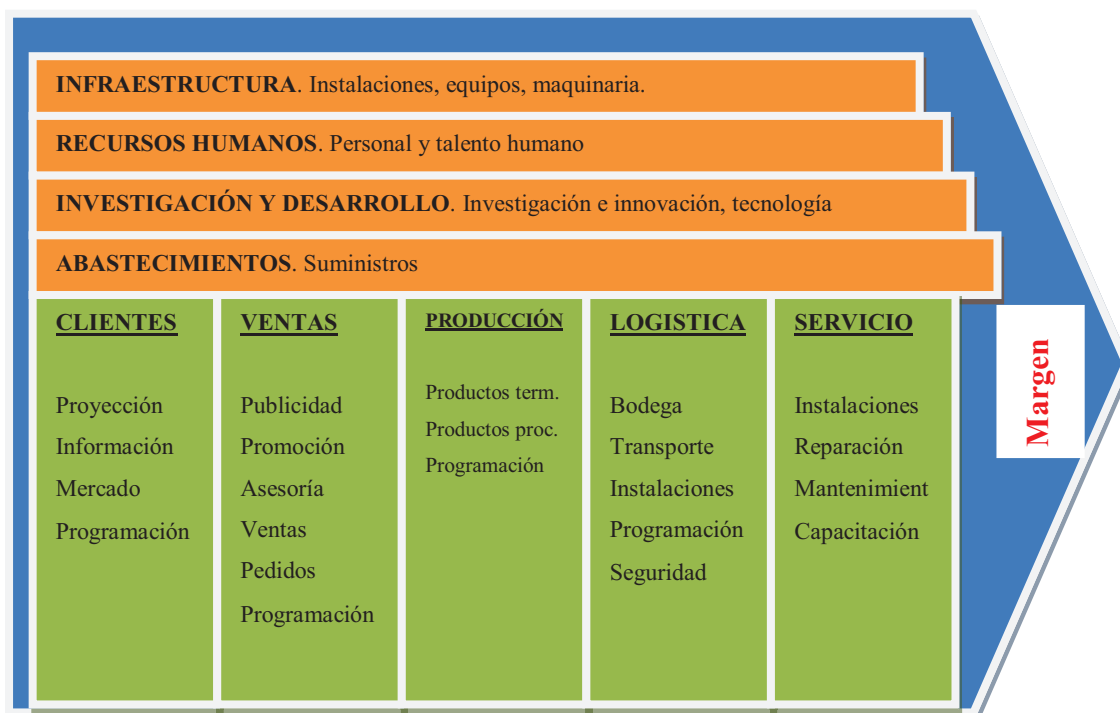 INFRAESTRUCTURA. Instalaciones, equipos, maquinaria.
RECURSOS HUMANOS. Personal y talento humano
INVESTIGACIÓN Y DESARROLLO. Investigación e innovación, tecnología
ABASTECIMIENTOS. Suministros
CLIENTES
Proyección
Información
Mercado
Programación
VENTAS
Publicidad
Promoción
Asesoría
Ventas
Pedidos
Programación
PRODUCCIÓN
Productos term.
Productos proc.
Programación
LOGISTICA
Bodega
Transporte
Instalaciones
Programación
Seguridad
SERVICIO
Instalaciones
Reparación
Mantenimient
Capacitación
Margen